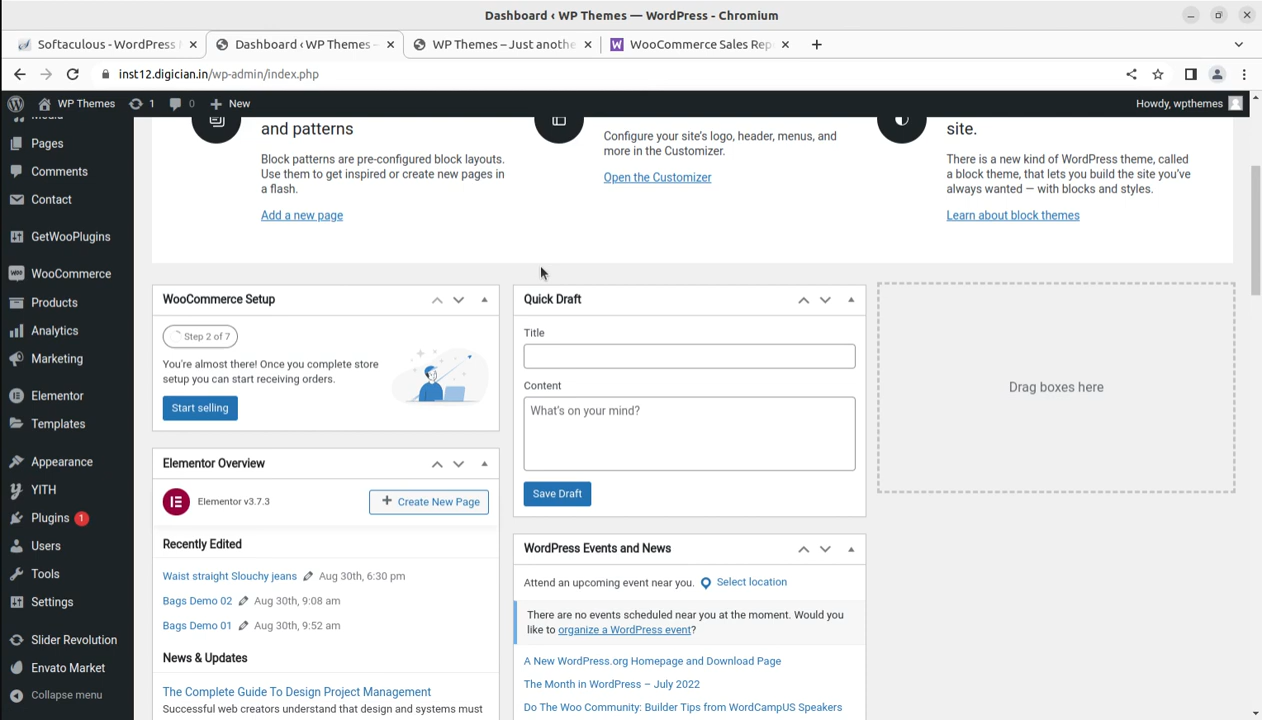 Dashboard ‹ WP Themes — WordPress - Chromium
Softaculous - WordPress
Dashboard ‹ WP Themes –
WP Themes – Just anothe
WooCommerce Sales Rep
inst12.digician.in/wp-admin/index.php
WP Themes
1
0
New
Howdy, wpthemes
Media
Pages
Comments
Contact
GetWooPlugins
WooCommerce
Products
Analytics
Marketing
Elementor
Templates
Appearance
YITH
Plugins 1
Users
Tools
Settings
Slider Revolution
Envato Market
Collapse menu
and patterns
Block patterns are pre-configured block layouts.
Use them to get inspired or create new pages in
a flash.
Add a new page
Configure your site's logo, header, menus, and
more in the Customizer.
Open the Customizer
site.
There is a new kind of WordPress theme, called
a block theme, that lets you build the site you've
always wanted — with blocks and styles.
Learn about block themes
WooCommerce Setup
Step 2 of 7
You're almost there! Once you complete store
setup you can start receiving orders.
Start selling
Elementor Overview
Elementor v3.7.3
+ Create New Page
Recently Edited
Waist straight Slouchy jeans Aug 30th, 6:30 pm
Bags Demo 02 Aug 30th, 9:08 am
Bags Demo 01 Aug 30th, 9:52 am
News & Updates
The Complete Guide To Design Project Management
Successful web creators understand that design and systems must
Quick Draft
Title
Content
What's on your mind?
Save Draft
WordPress Events and News
Attend an upcoming event near you. Select location
There are no events scheduled near you at the moment. Would you
like to organize a WordPress event?
A New WordPress.org Homepage and Download Page
The Month in WordPress – July 2022
Do The Woo Community: Builder Tips from WordCampUS Speakers
Drag boxes here